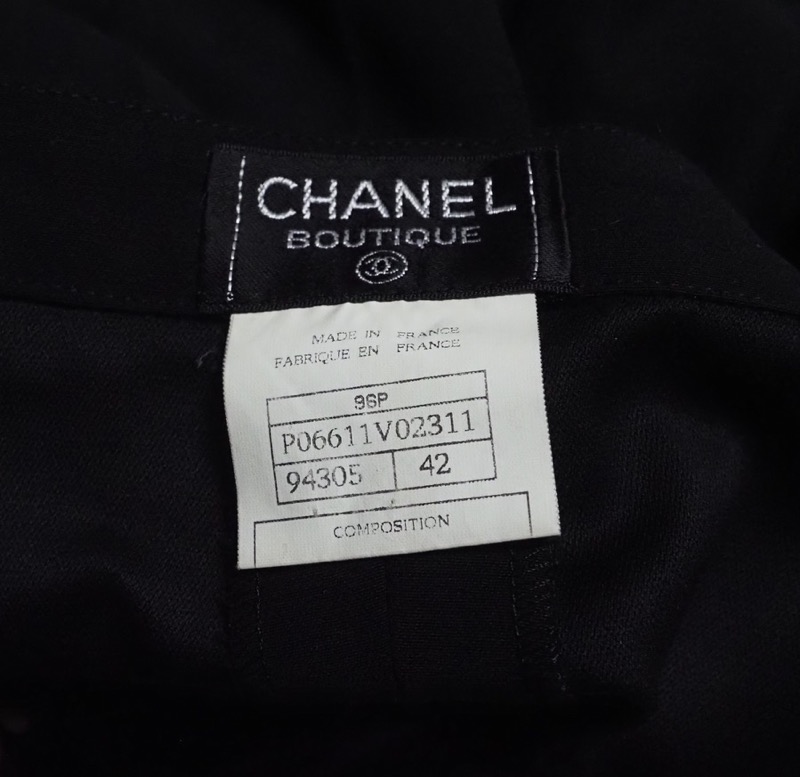 CHANEL
BOUTIQUE
MADE IN FRANCE
FABRIQUE EN FRANCE
96P
P06611V02311
94305 42
COMPOSITION